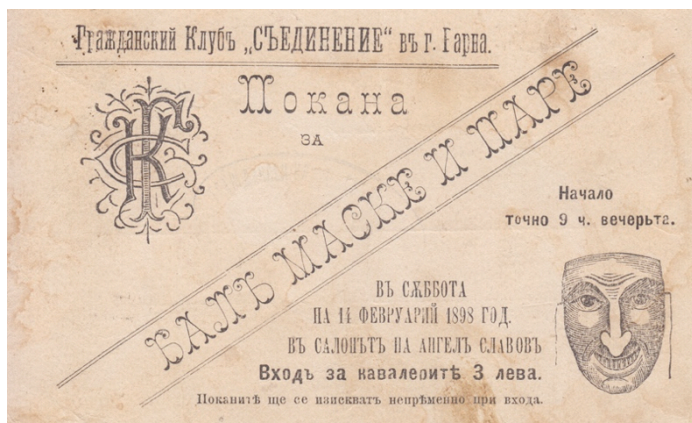 Гражданский Клубъ „СЪЕДИНЕНИЕ“ въ г. Варна.
Покана
ЗА
БАЛЪ МАСКЕ И ПАРЕ
Начало
точно 9 ч. вечерьта.
ВЪ СѪББОТА
НА 14 ФЕВРУАРИЙ 1898 ГОД.
ВЪ САЛОНЪТЪ НА АНГЕЛЪ СЛАВОВЪ
Входъ за кавалеритѣ 3 лева.
Поканитѣ ще се изискватъ непрѣменно при входа.